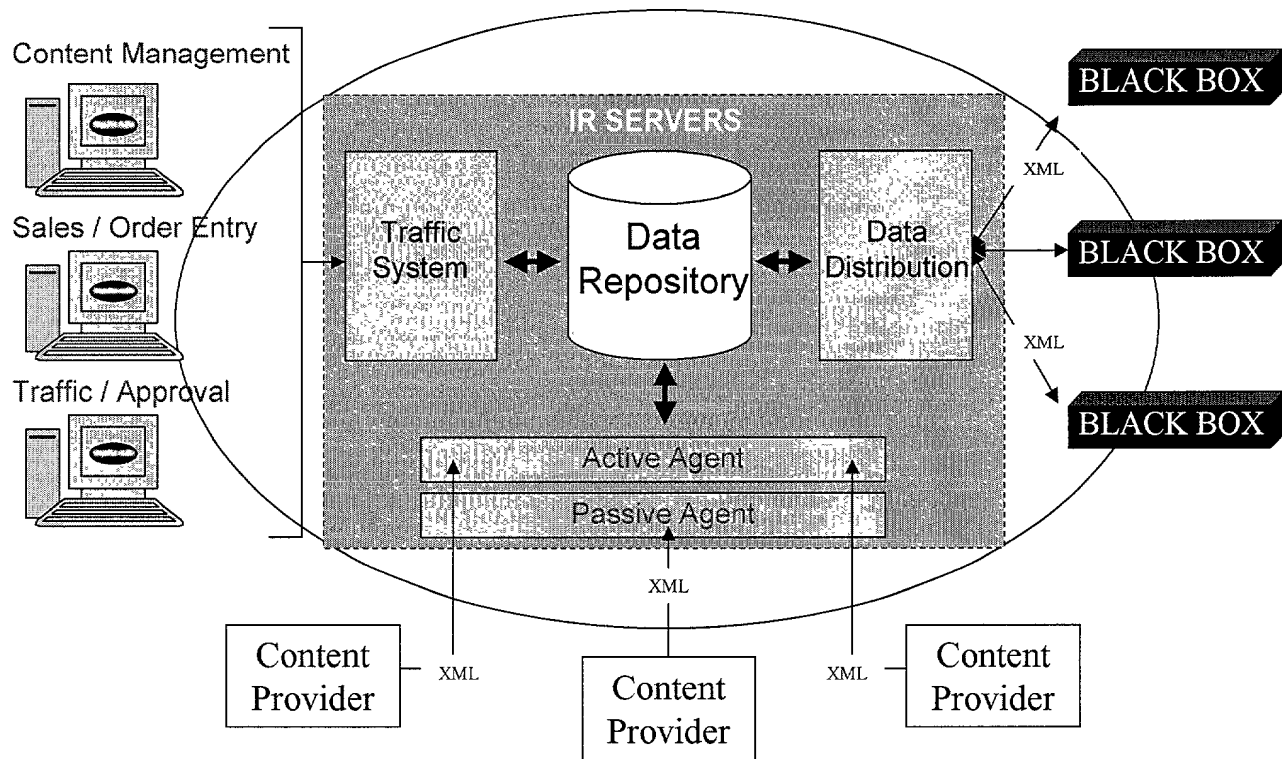 Content Management
Sales / Order Entry
Traffic / Approval
IR SERVERS
Traffic
System
Data
Repository
Data
Distribution
Active Agent
Passive Agent
XML
XML
BLACK BOX
BLACK BOX
BLACK BOX
XML
XML
XML
Content
Provider
Content
Provider
Content
Provider